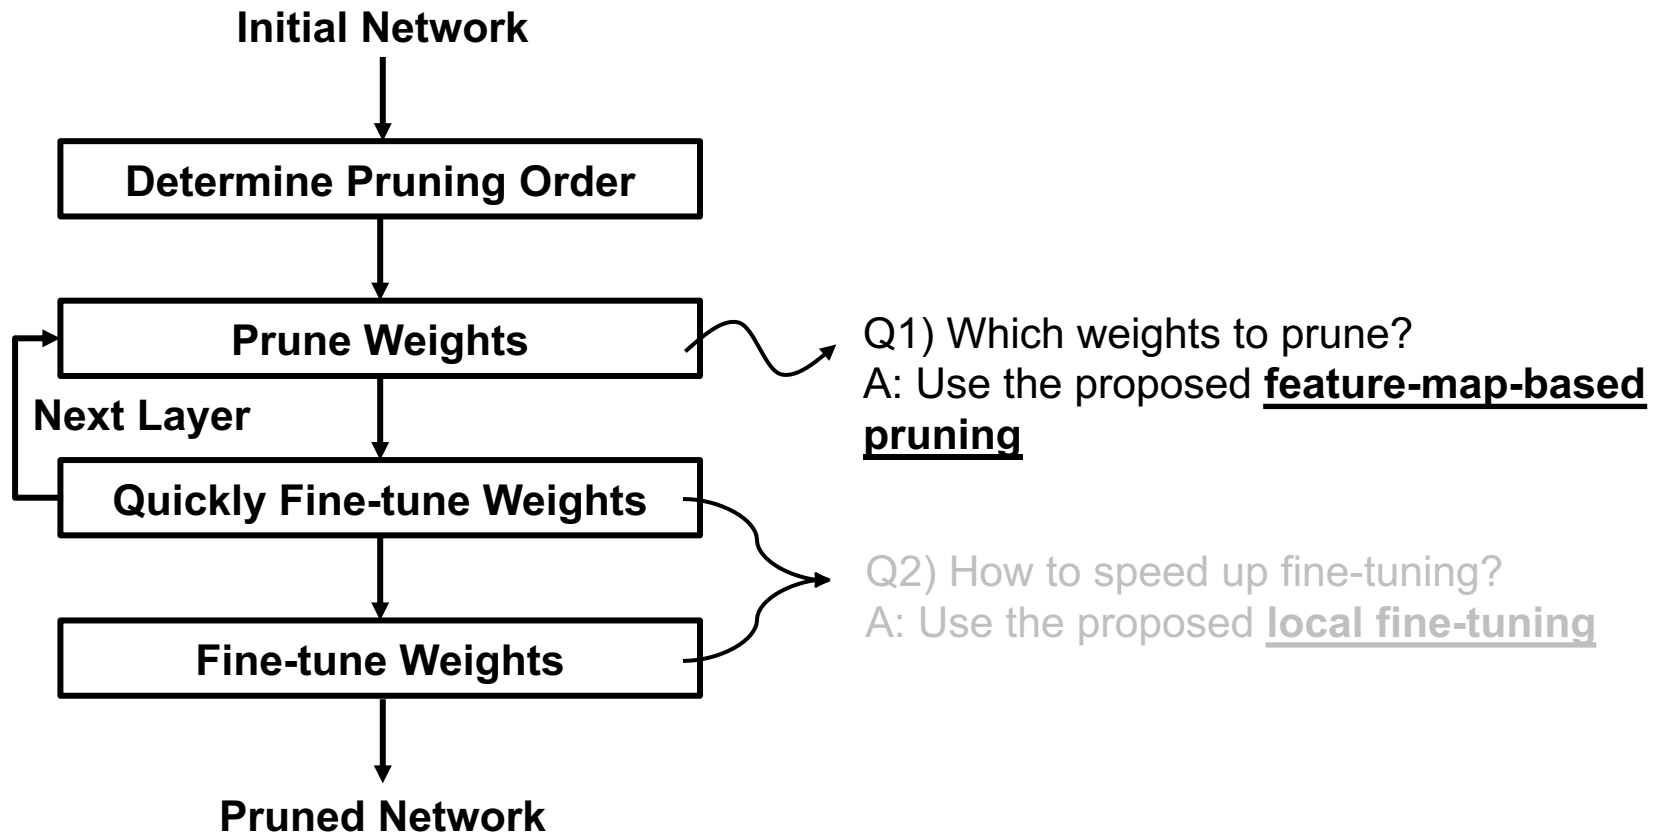 Initial Network
Determine Pruning Order
Prune Weights
Next Layer
Quickly Fine-tune Weights
Fine-tune Weights
Pruned Network
Q1) Which weights to prune?
A: Use the proposed feature-map-based
pruning
Q2) How to speed up fine-tuning?
A: Use the proposed local fine-tuning